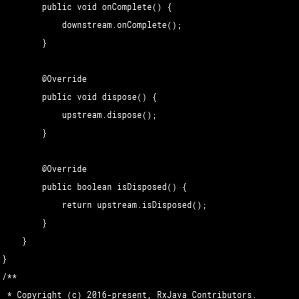 public void onComplete() {
            downstream.onComplete();
        }

        @Override
        public void dispose() {
            upstream.dispose();
        }

        @Override
        public boolean isDisposed() {
            return upstream.isDisposed();
        }
    }
}
/**
 * Copyright (c) 2016-present, RxJava Contributors.